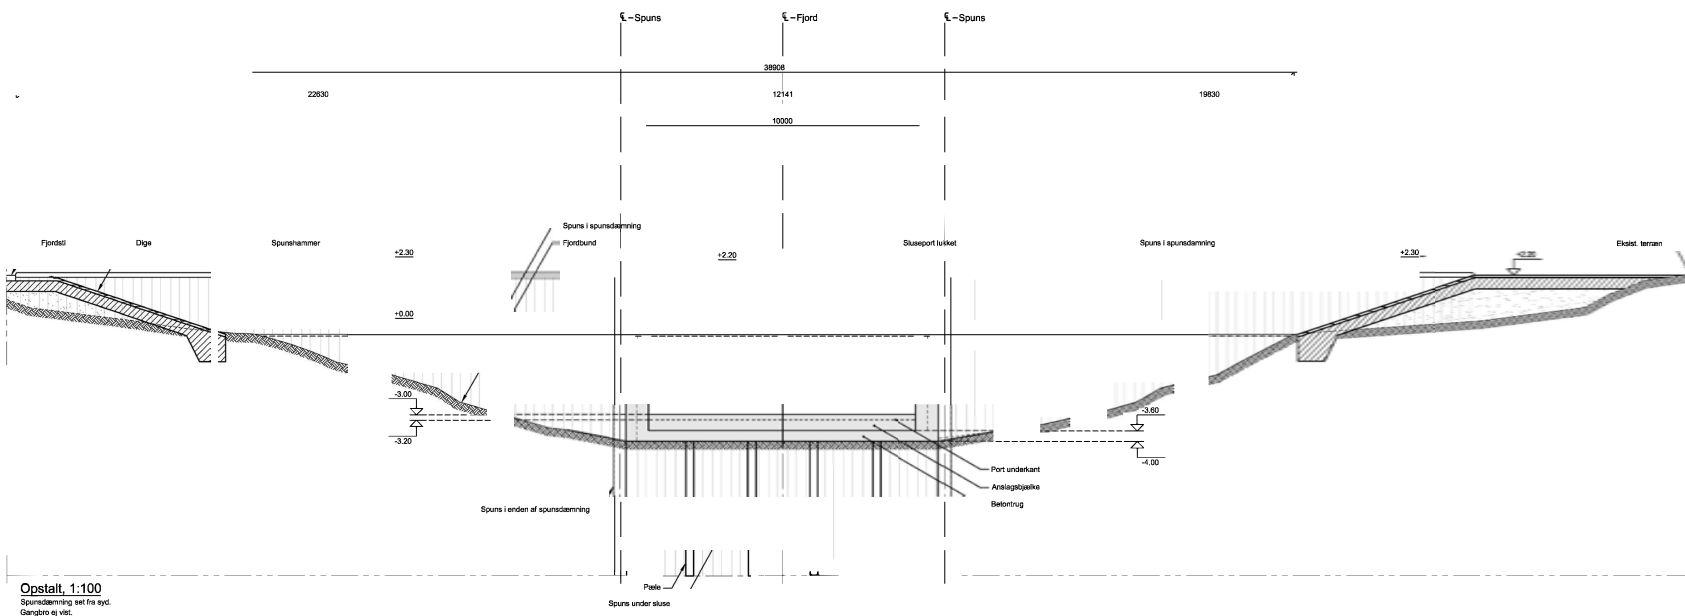 ℄ -Spuns
℄ -Fjord
℄ -Spuns
38908
22630
12141
19830
10000
Spuns i spunsdæmning
Fjordsti
Dige
Spunshammer
Fjordbund
Sluseport lukket
Spuns i spunsdamning
Eksist. terræn
+2.30
+2.20
+2.30
+0.00
-3.00
-3.60
-3.20
-4.00
Port underkant
Anslagsbjælke
Betontrug
Spuns i enden af spunsdæmning
Pæle
Spuns under sluse
Opstalt, 1:100
Spunsdæmning set fra syd.
Gangbro ej vist.